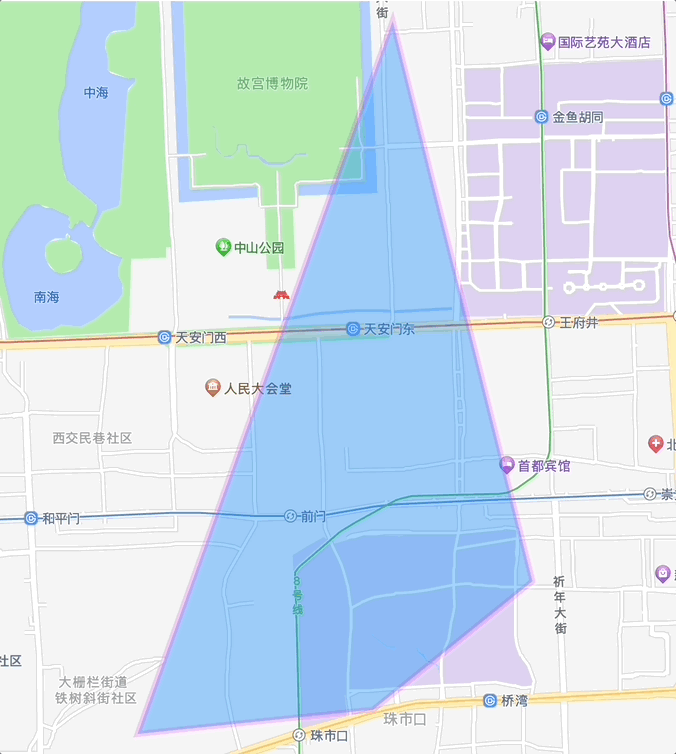 大
街
国际艺苑大酒店
故宫博物院
中海
金鱼胡同
中山公园
南海
天安门西
天安门东
王府井
人民大会堂
西交民巷社区
首都宾馆
北
崇
和平门
前门
8号线
祈年大街
社区
大栅栏街道
铁树斜街社区
桥湾
珠市口
珠市口